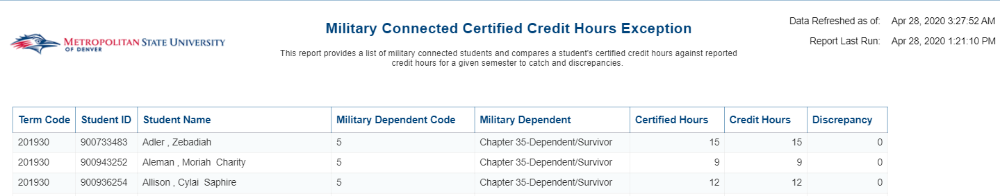 METROPOLITAN STATE UNIVERSITY
OF DENVER
Military Connected Certified Credit Hours Exception
This report provides a list of military connected students and compares a student's certified credit hours against reported
credit hours for a given semester to catch and discrepancies.
Data Refreshed as of: Apr 28, 2020 3:27:52 AM
Report Last Run: Apr 28, 2020 1:21:10 PM
Term Code Student ID Student Name Military Dependent Code Military Dependent Certified Hours Credit Hours Discrepancy
201930 900733483 Adler , Zebadiah 5 Chapter 35-Dependent/Survivor 15 15 0
201930 900943252 Aleman , Moriah Charity 5 Chapter 35-Dependent/Survivor 9 9 0
201930 900936254 Allison , Cylai Saphire 5 Chapter 35-Dependent/Survivor 12 12 0